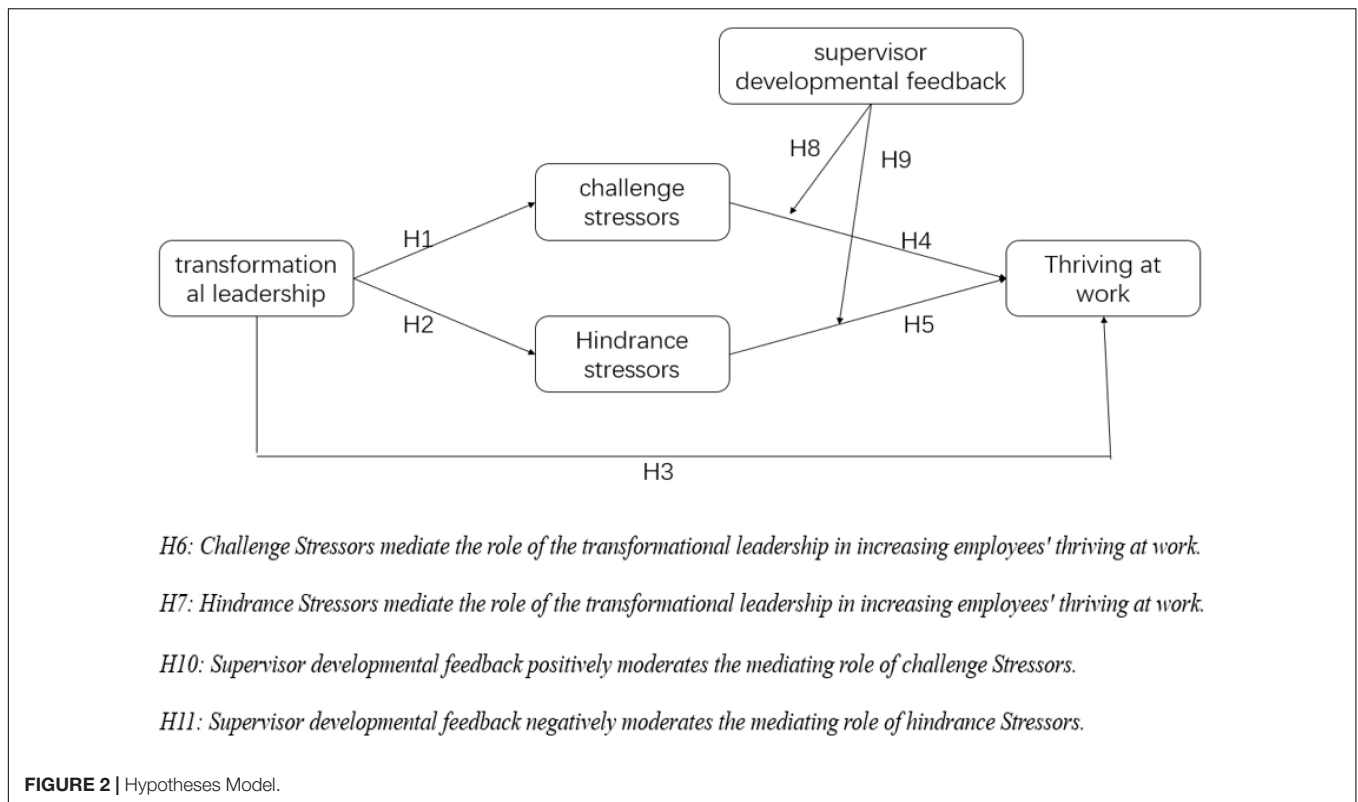 supervisor
developmental feedback
H8
H9
challenge
stressors
H1
H4
transformation
al leadership
Thriving at
work
H2
H5
Hindrance
stressors
H3
H6: Challenge Stressors mediate the role of the transformational leadership in increasing employees' thriving at work.
H7: Hindrance Stressors mediate the role of the transformational leadership in increasing employees' thriving at work.
H10: Supervisor developmental feedback positively moderates the mediating role of challenge Stressors.
H11: Supervisor developmental feedback negatively moderates the mediating role of hindrance Stressors.
FIGURE 2 | Hypotheses Model.